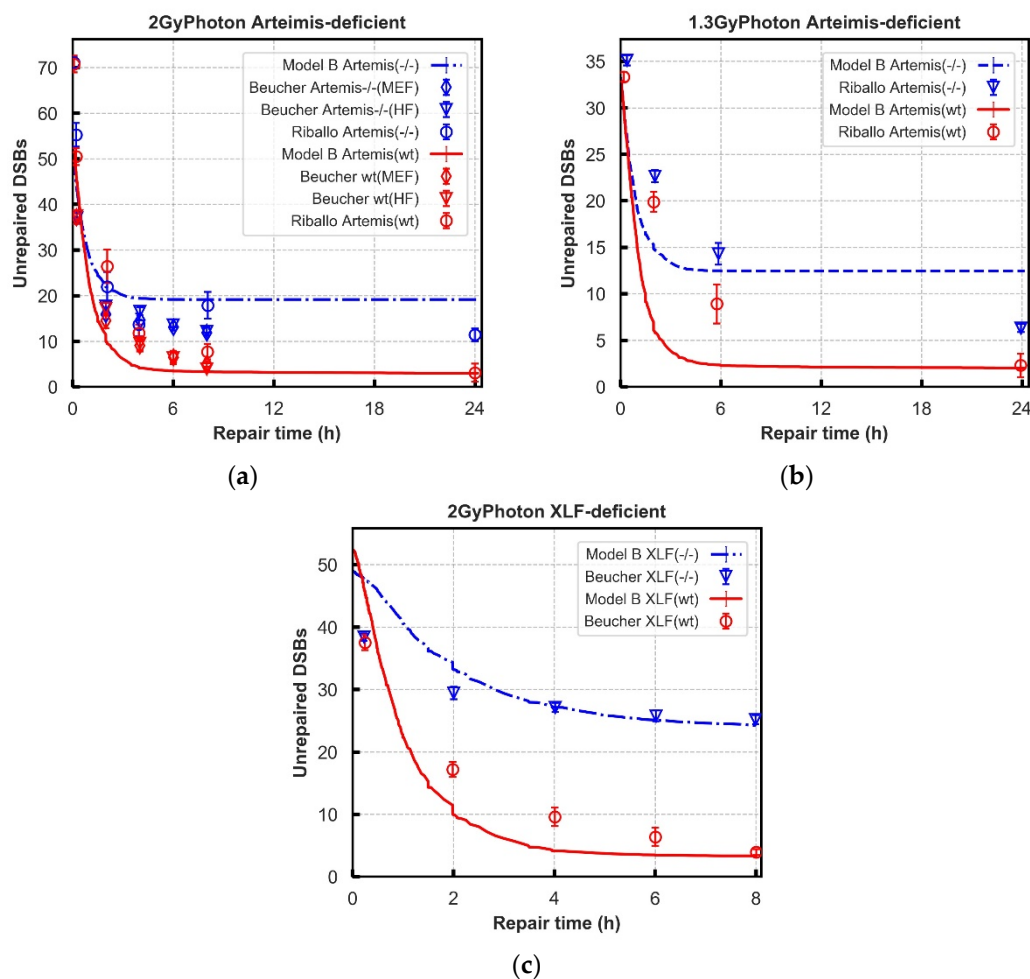 2GyPhoton Arteimis-deficient
Unrepaired DSBs
70
60
50
40
30
20
10
0
Model B Artemis(-/-)
Beucher Artemis-/-(MEF)
Beucher Artemis-/-(HF)
Riballo Artemis(-/-)
Model B Artemis(wt)
Beucher wt(MEF)
Beucher wt(HF)
Riballo Artemis(wt)
0 6 12 18 24
Repair time (h)
(a)
1.3GyPhoton Arteimis-deficient
Unrepaired DSBs
35
30
25
20
15
10
5
0
Model B Artemis(-/-)
Riballo Artemis(-/-)
Model B Artemis(wt)
Riballo Artemis(wt)
0 6 12 18 24
Repair time (h)
(b)
2GyPhoton XLF-deficient
Unrepaired DSBs
50
40
30
20
10
0
Model B XLF(-/-)
Beucher XLF(-/-)
Model B XLF(wt)
Beucher XLF(wt)
0 2 4 6 8
Repair time (h)
(c)